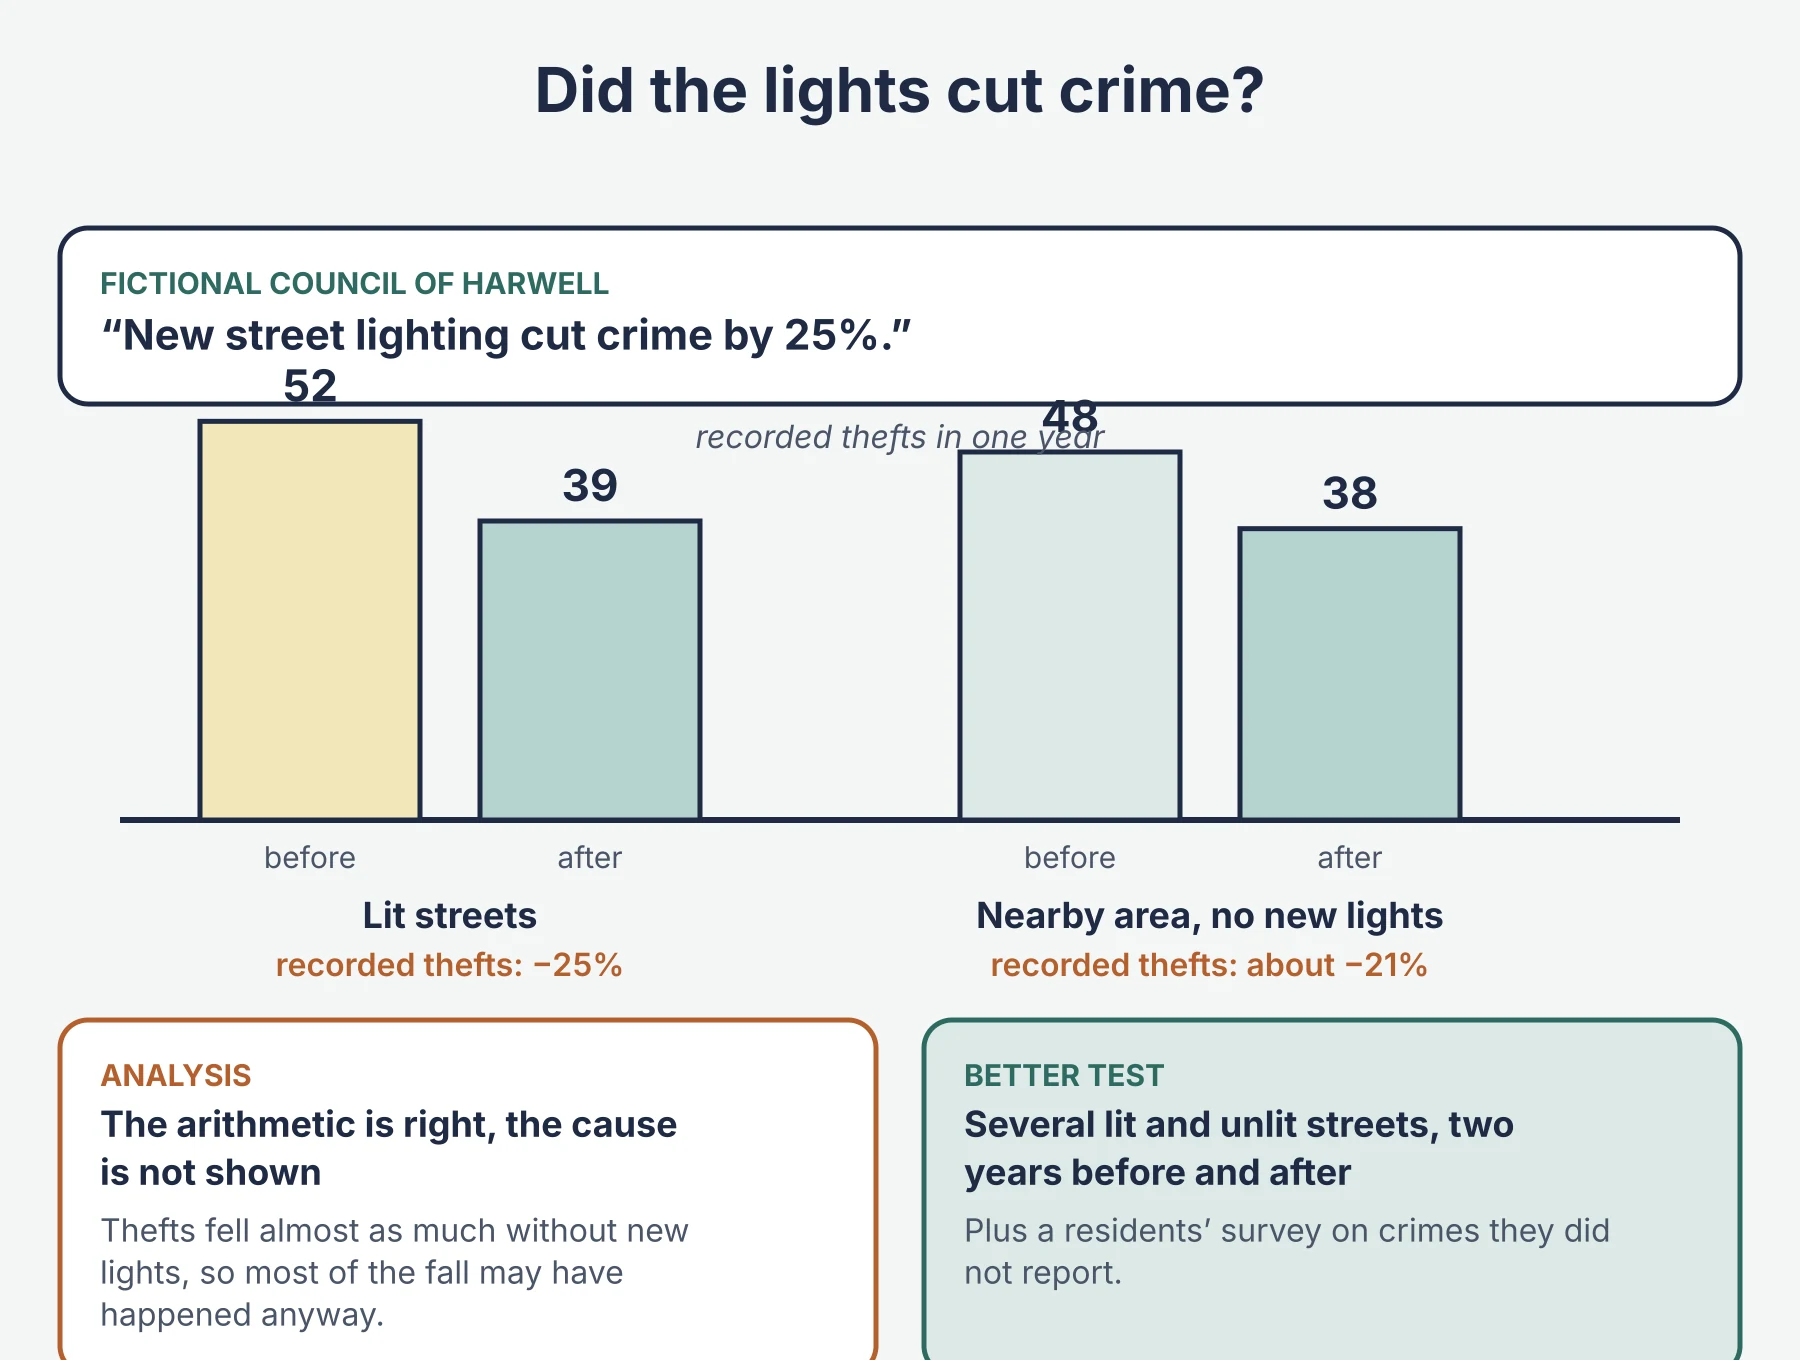 Did the lights cut crime?
FICTIONAL COUNCIL OF HARWELL
“New street lighting cut crime by 25%.”
recorded thefts in one year
52
39
48
38
before
after
before
after
Lit streets
recorded thefts: −25%
Nearby area, no new lights
recorded thefts: about −21%
ANALYSIS
The arithmetic is right, the cause
is not shown
Thefts fell almost as much without new
lights, so most of the fall may have
happened anyway.
BETTER TEST
Several lit and unlit streets, two
years before and after
Plus a residents’ survey on crimes they did
not report.